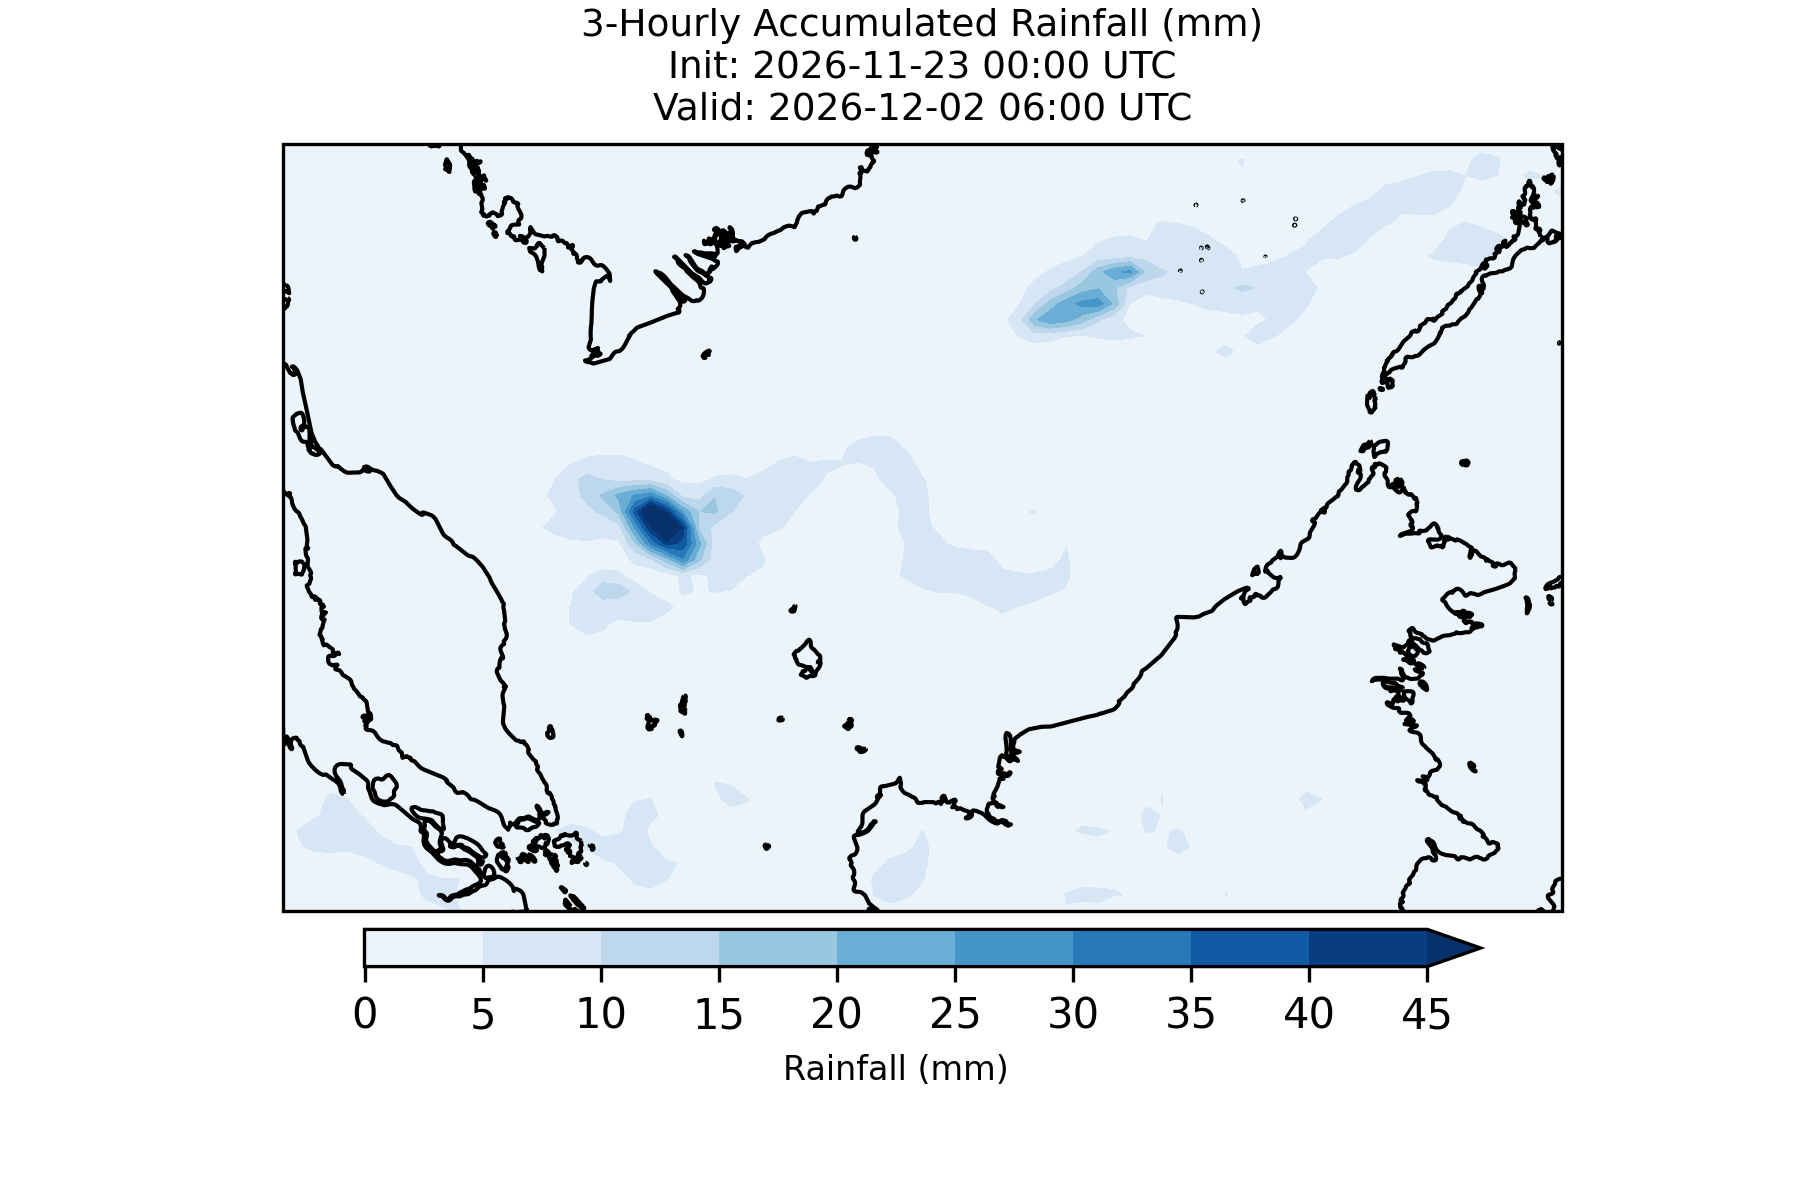 3-Hourly Accumulated Rainfall (mm)
Init: 2026-11-23 00:00 UTC
Valid: 2026-12-02 06:00 UTC
0 5 10 15 20 25 30 35 40 45
Rainfall (mm)